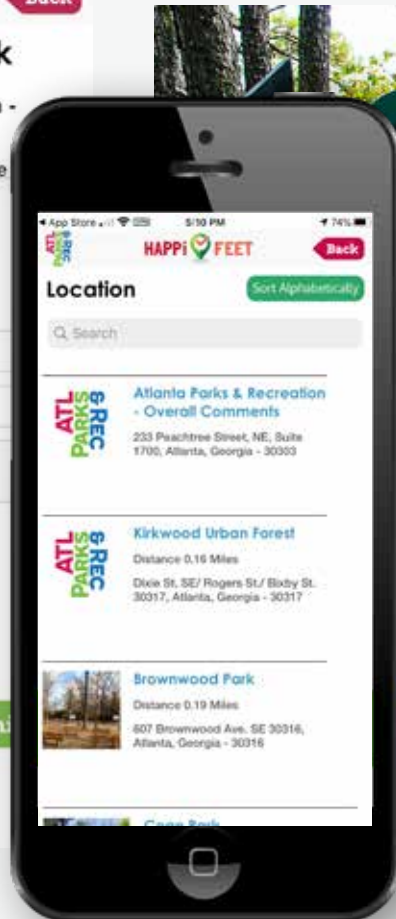 Back
k
App Store
5:10 PM
74%
ATL
PARKS
& REC
HAPPi FEET
Back
Location
Sort Alphabetically
Search
ATL
PARKS
& REC
Atlanta Parks & Recreation
- Overall Comments
233 Peachtree Street, NE, Suite
1700, Atlanta, Georgia - 30303
ATL
PARKS
& REC
Kirkwood Urban Forest
Distance 0.16 Miles
Dixie St. SE/ Rogers St./ Bixby St.
30317, Atlanta, Georgia - 30317
Brownwood Park
Distance 0.19 Miles
607 Brownwood Ave. SE 30316,
Atlanta, Georgia - 30316